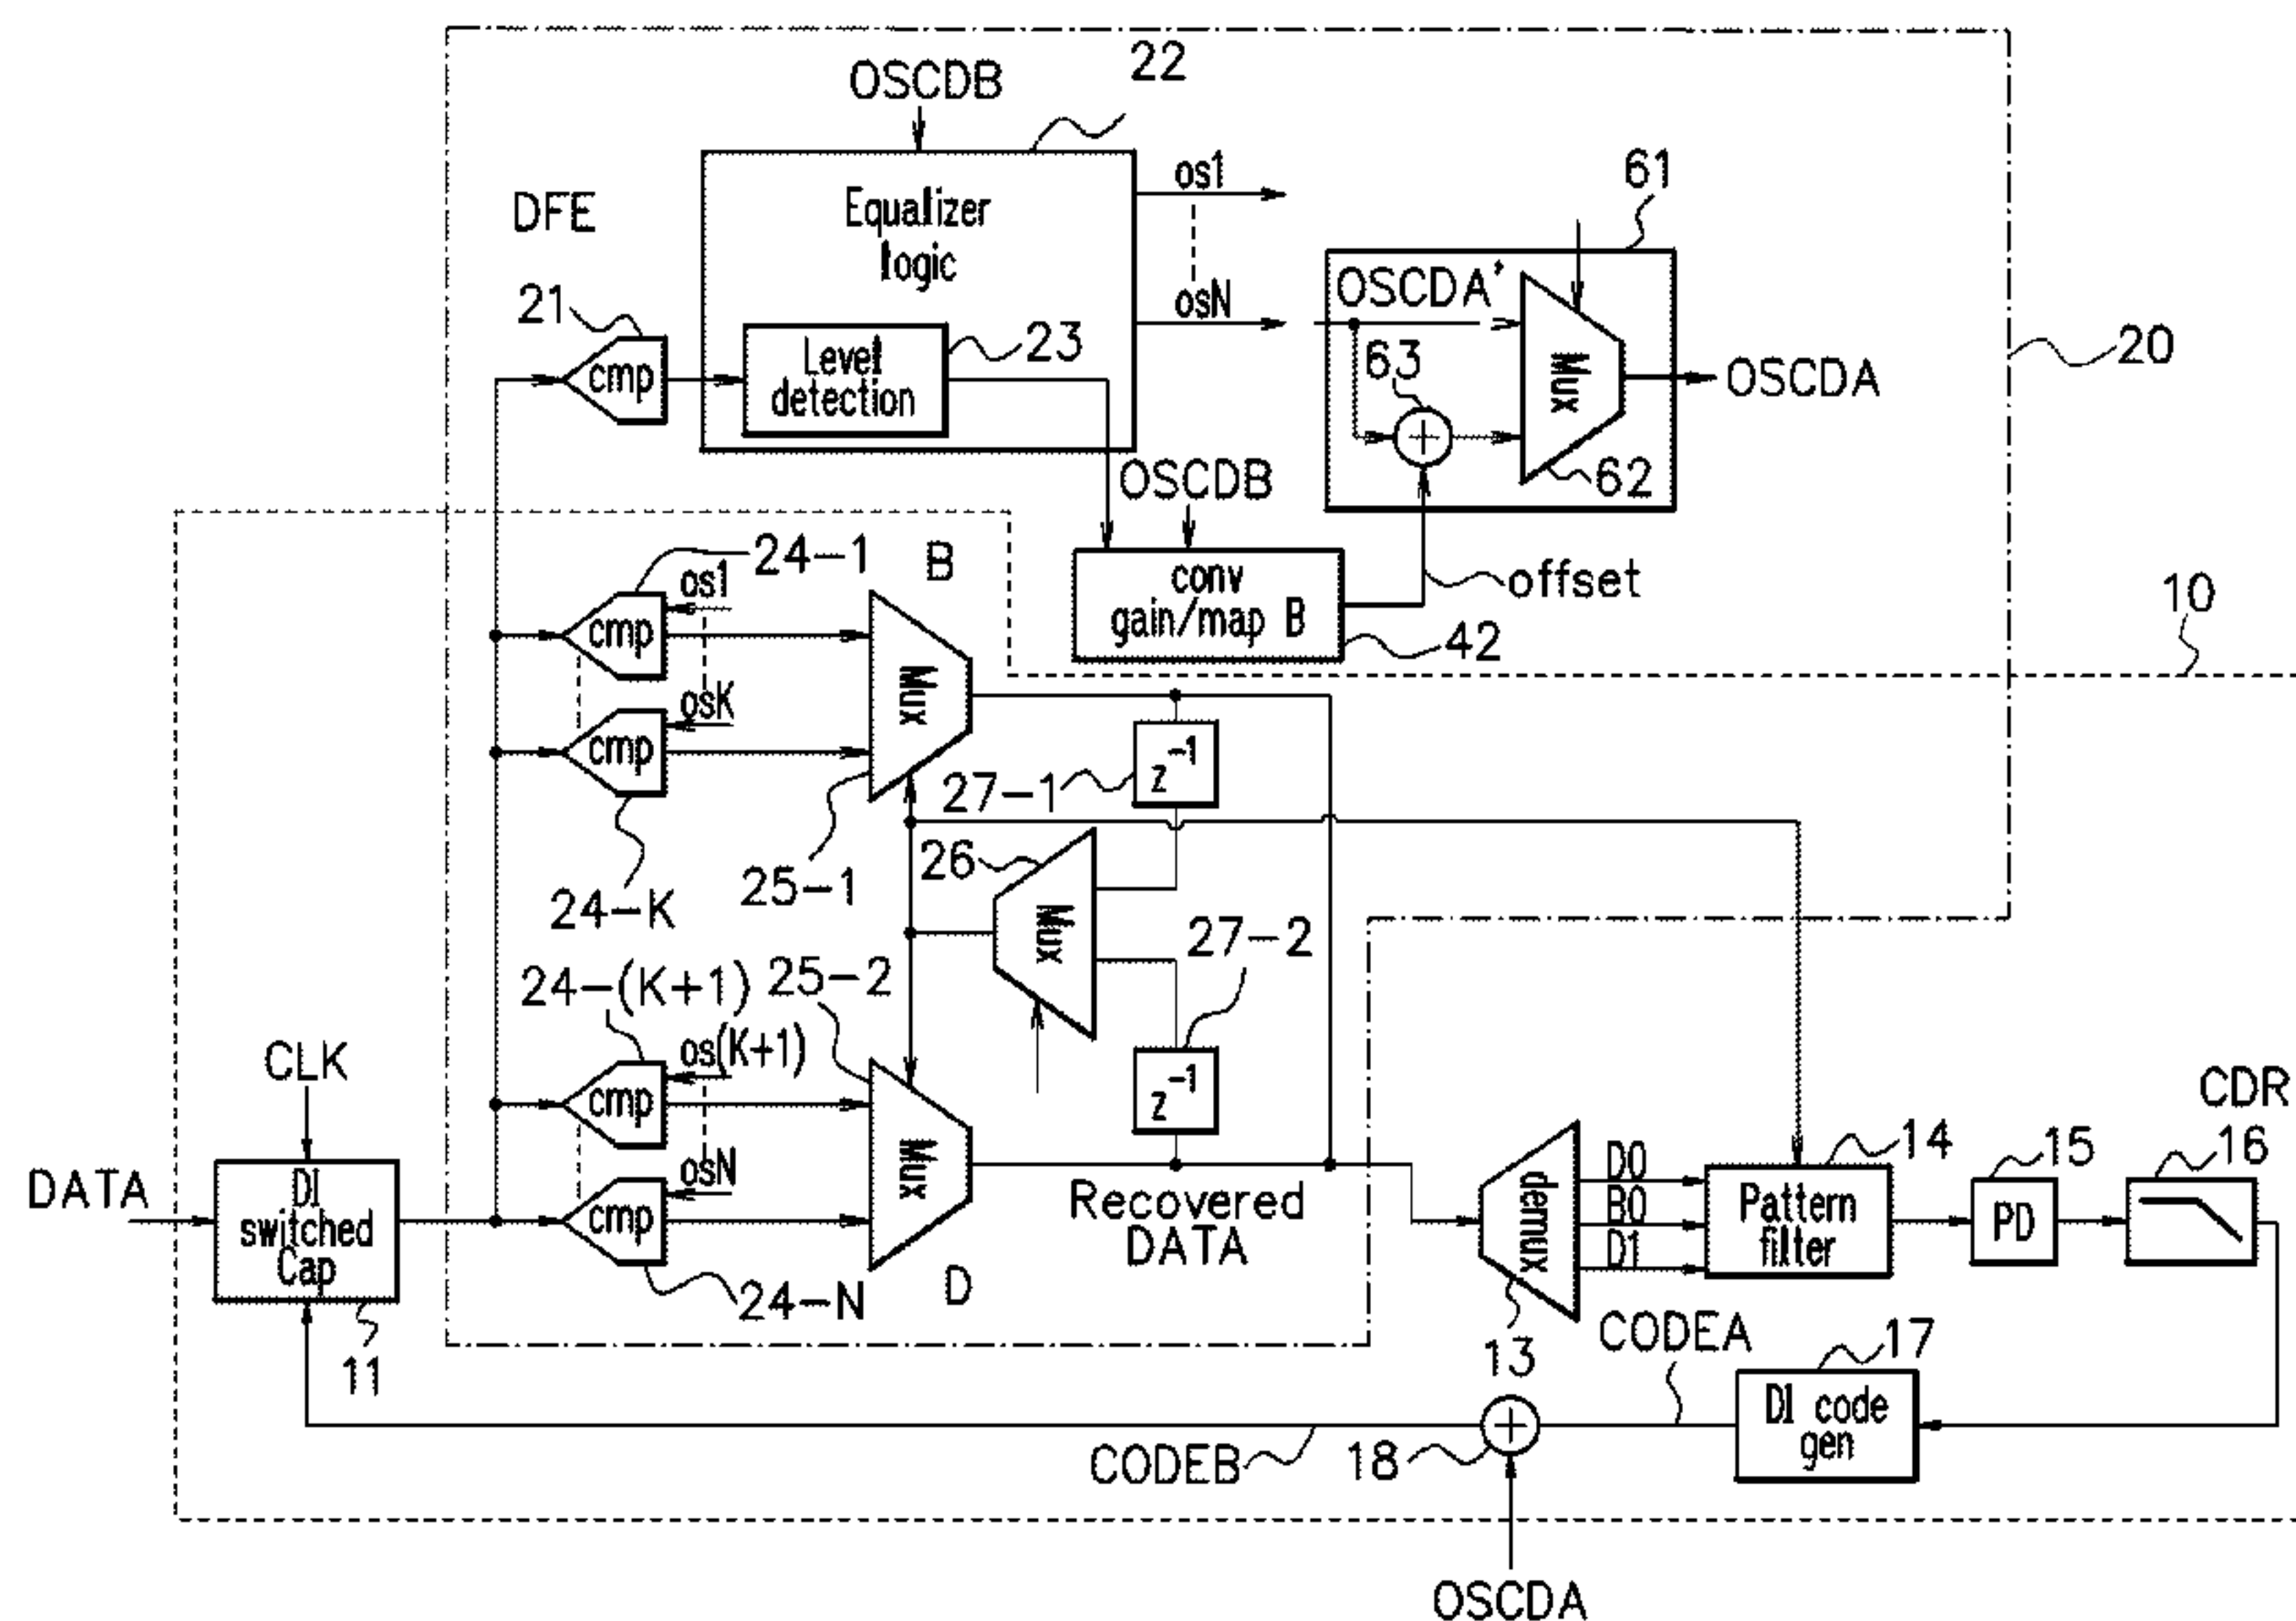 22
OSCDB
61
os1
DFE
Equalizer
logic
OSCDA'
21
osN
23
20
Level
detection
63
cmp
Mux
OSCDA
OSCDB
62
24-1
B
conv
gain/map B
offset
10
os1
cmp
42
Mux
osK
cmp
z-1
27-1
26
25-1
24-K
Mux
27-2
24-(K+1)
25-2
os(K+1)
CLK
cmp
z-1
CDR
14
15
16
DATA
DI
switched
Cap
osN
Mux
D0
B0
D1
demux
Pattern
filter
PD
cmp
Recovered
DATA
D
24-N
11
13
CODEA
17
DI code
gen
CODEB
18
OSCDA